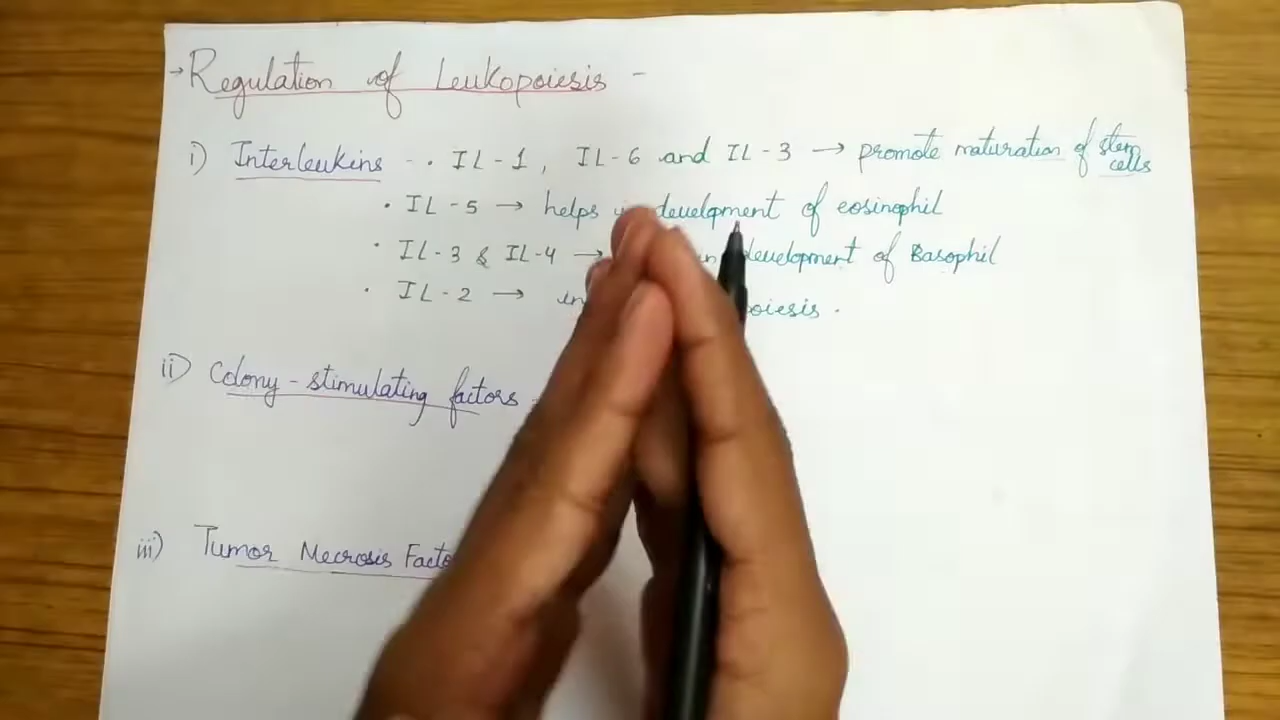 → Regulation of Leukopoiesis -
i) Interleukins - · IL-1, IL-6 and IL-3 → promote maturation of stem cells
· IL-5 → helps development of eosinophil
· IL-3 & IL-4 → in development of Basophil
· IL-2 →
ii) Colony-stimulating factors -
iii) Tumor Necrosis